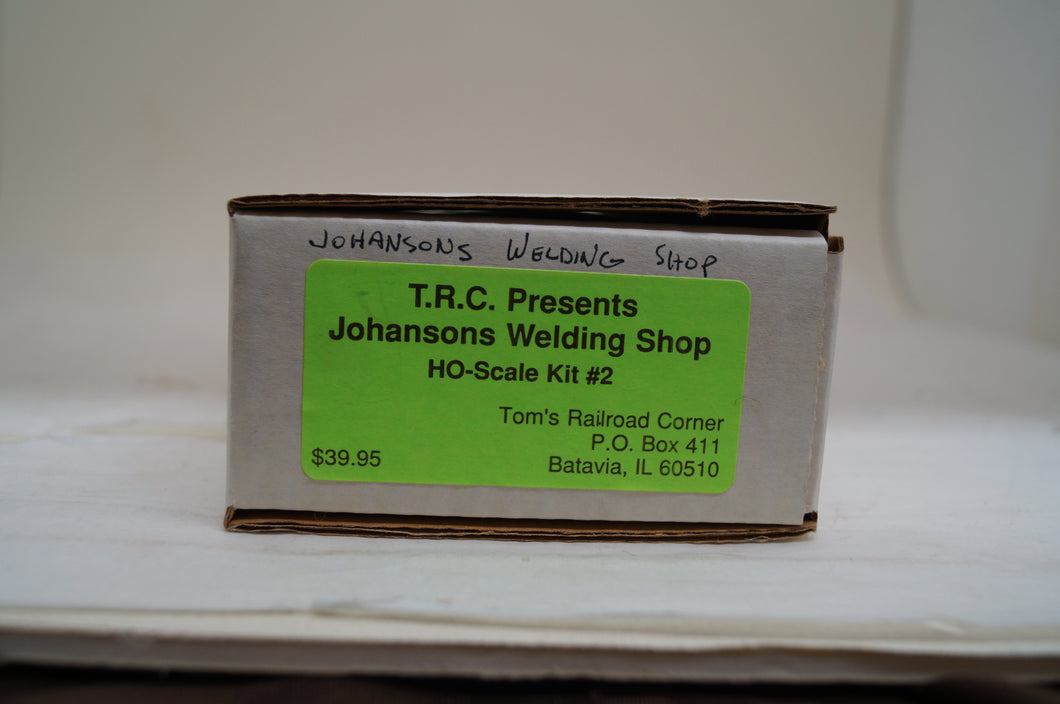 JOHANSONS WELDING SHOP
T.R.C. Presents
Johansons Welding Shop
HO-Scale Kit #2
Tom's Railroad Corner
P.O. Box 411
$39.95 Batavia, IL 60510